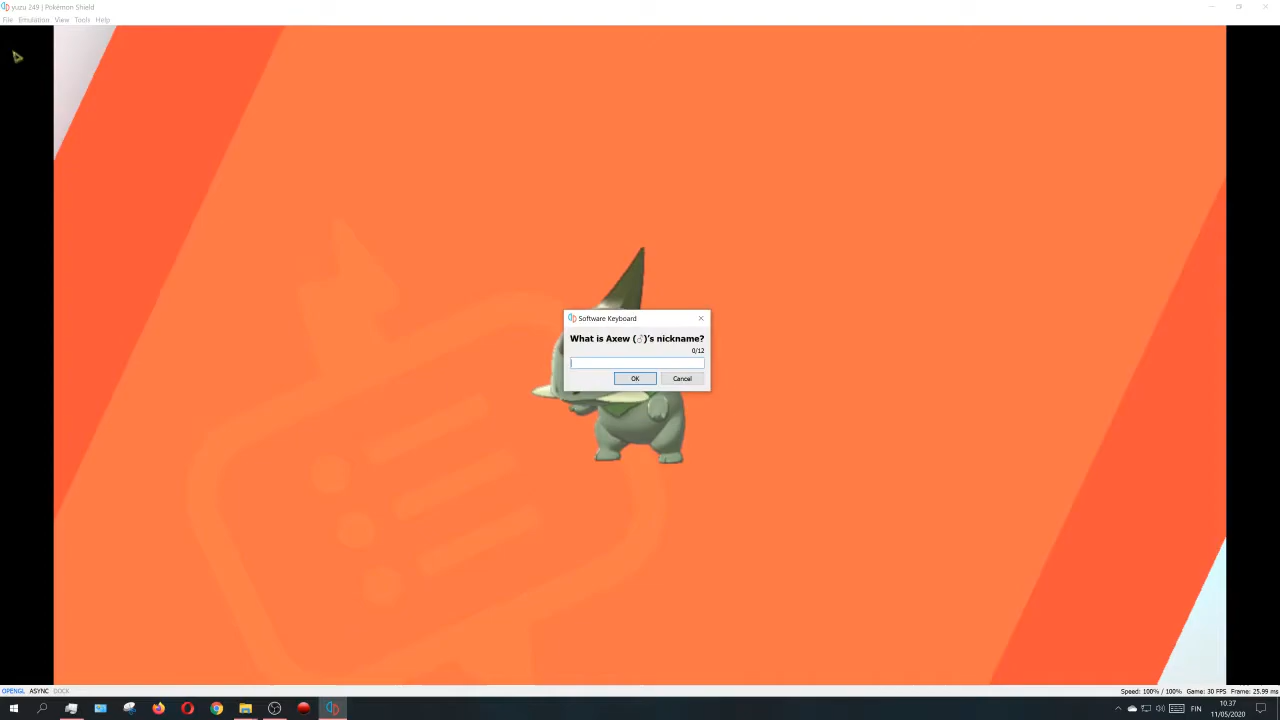 yuzu 249 | Pokémon Shield
File Emulation View Tools Help
Software Keyboard
What is Axew (♂)'s nickname?
0/12
OK Cancel
OPENGL ASYNC DOCK
Speed: 100% / 100% Game: 30 FPS Frame: 25.99 ms
FIN
10.37
11/05/2020